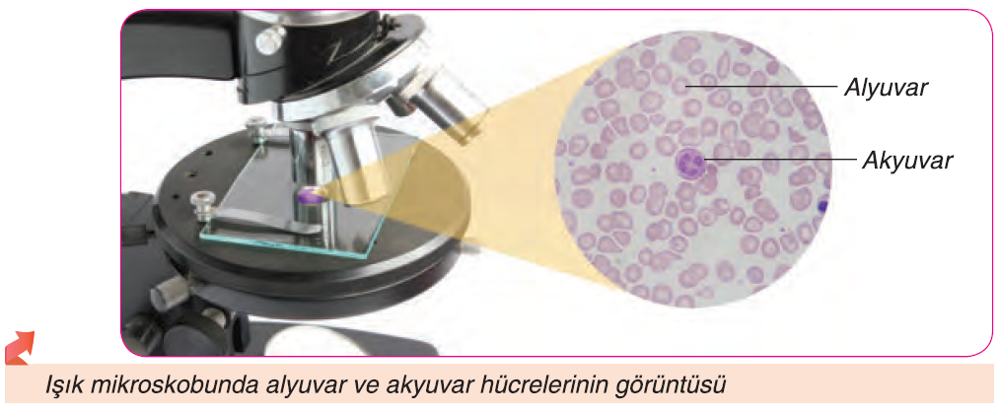 Alyuvar
Akyuvar
Işık mikroskobunda alyuvar ve akyuvar hücrelerinin görüntüsü